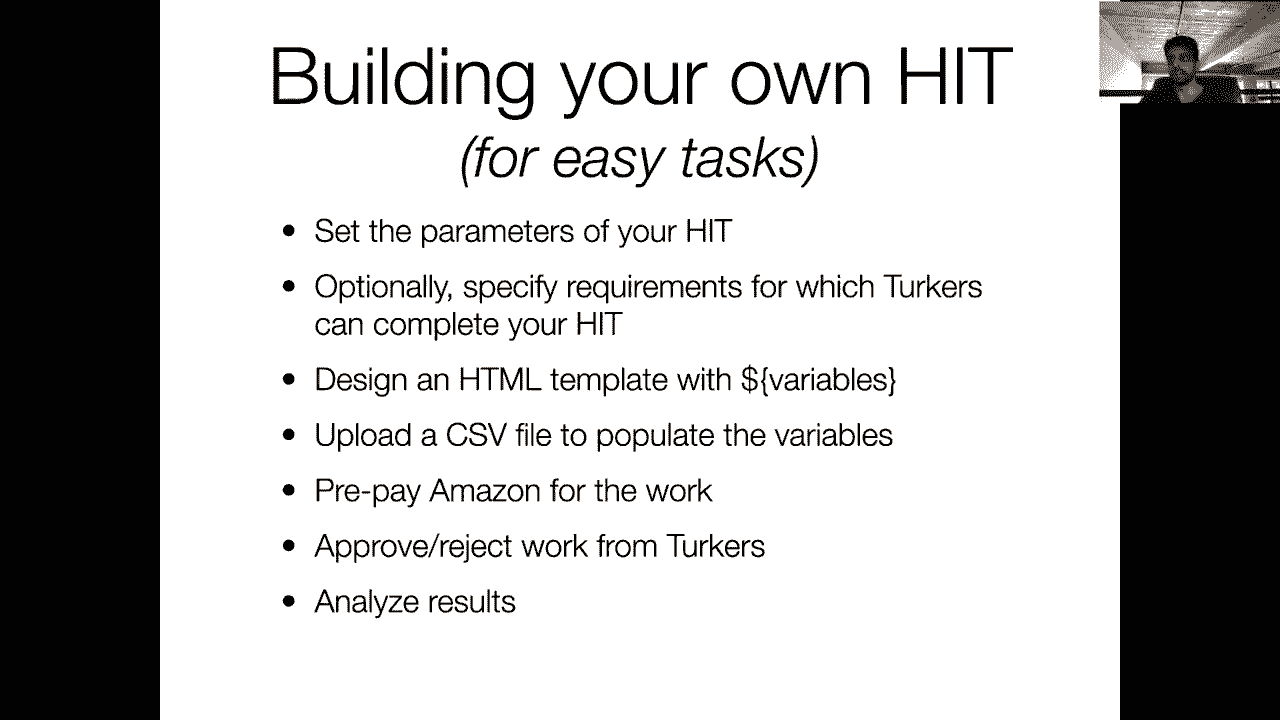 Building your own HIT
(for easy tasks)
• Set the parameters of your HIT
• Optionally, specify requirements for which Turkers
can complete your HIT
• Design an HTML template with ${variables}
• Upload a CSV file to populate the variables
• Pre-pay Amazon for the work
• Approve/reject work from Turkers
• Analyze results